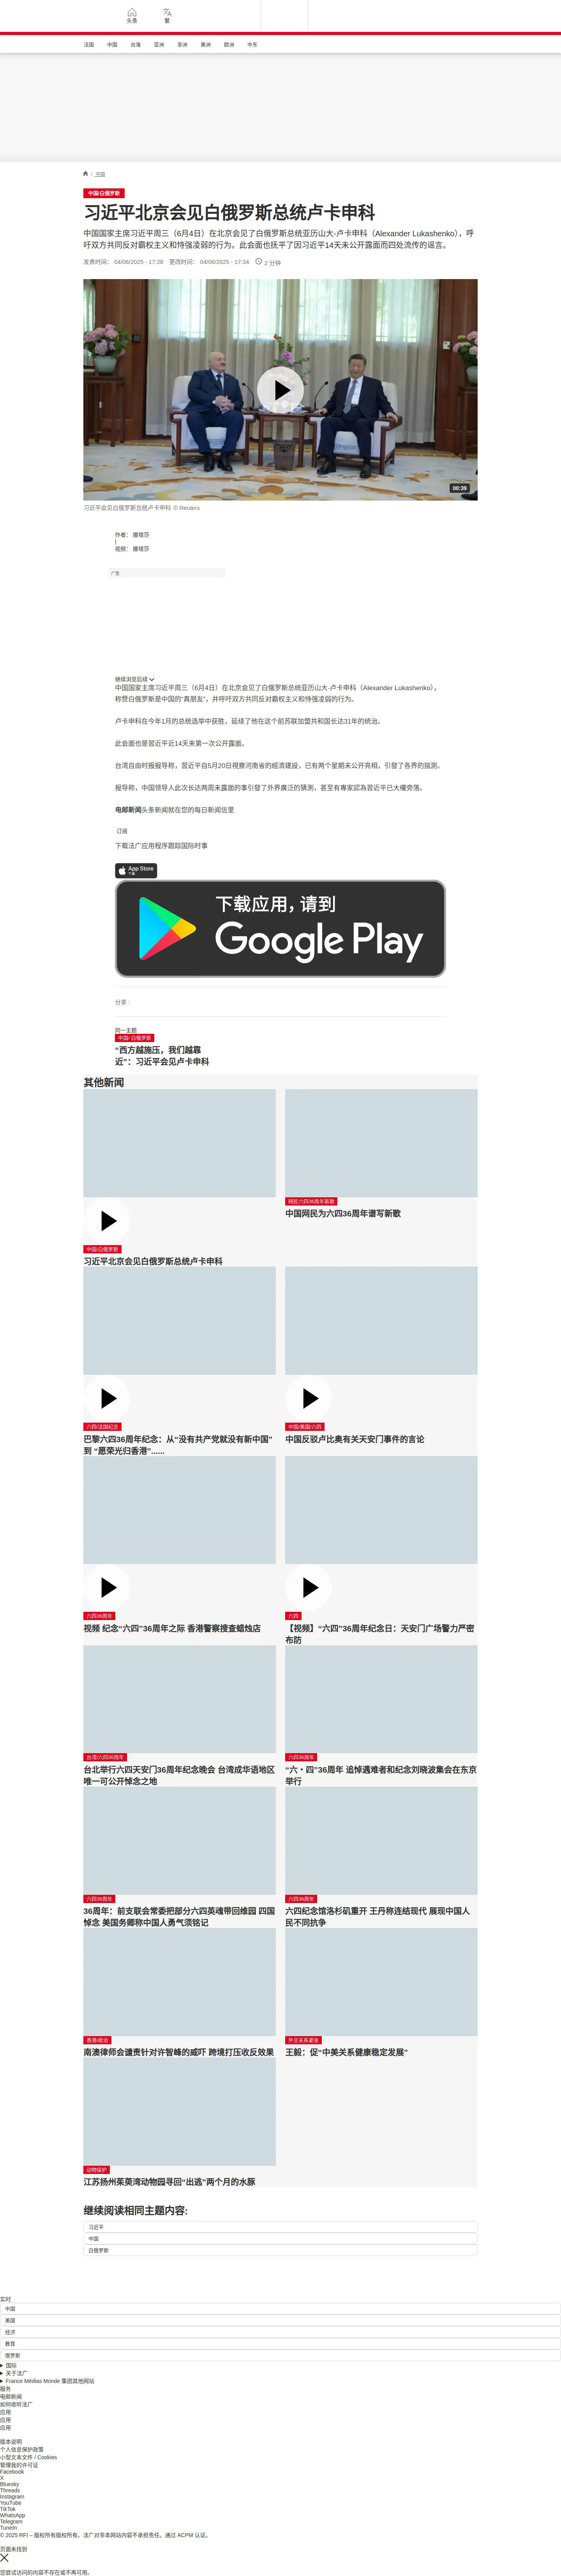 头条
繁
法国
中国
台海
亚洲
非洲
美洲
欧洲
中东
/ 中国
中国/白俄罗斯
习近平北京会见白俄罗斯总统卢卡申科
中国国家主席习近平周三（6月4日）在北京会见了白俄罗斯总统亚历山大-卢卡申科（Alexander Lukashenko），呼
吁双方共同反对霸权主义和恃强凌弱的行为。此会面也抚平了因习近平14天未公开露面而四处流传的谣言。
发表时间： 04/06/2025 - 17:28 更改时间： 04/06/2025 - 17:34 2 分钟
00:39
习近平会见白俄罗斯总统卢卡申科 © Reuters
作者： 娜塔莎
|
视频： 娜塔莎
广告
继续浏览后续
中国国家主席习近平周三（6月4日）在北京会见了白俄罗斯总统亚历山大-卢卡申科（Alexander Lukashenko），
称赞白俄罗斯是中国的“真朋友”，并呼吁双方共同反对霸权主义和恃强凌弱的行为。
卢卡申科在今年1月的总统选举中获胜，延续了他在这个前苏联加盟共和国长达31年的统治。
此会面也是习近平近14天来第一次公开露面。
台湾自由时报报导称，習近平自5月20日视察河南省的經濟建設，已有两个星期未公开亮相，引發了各界的揣测。
报导称，中国领导人此次长达两周未露面的事引發了外界廣泛的猜测，甚至有專家認為習近平已大權旁落。
电邮新闻头条新闻就在您的每日新闻信里
订阅
下载法广应用程序跟踪国际时事
App Store
下载
下载应用，请到
Google Play
分享 :
同一主题
中国/ 白俄罗斯
“西方越施压，我们越靠
近”：习近平会见卢卡申科
其他新闻
中国/白俄罗斯
习近平北京会见白俄罗斯总统卢卡申科
网民六四36周年新歌
中国网民为六四36周年谱写新歌
六四/法国纪念
巴黎六四36周年纪念：从“没有共产党就没有新中国”
到 “愿荣光归香港”......
中国/美国/六四
中国反驳卢比奥有关天安门事件的言论
六四36周年
视频 纪念“六四”36周年之际 香港警察搜查蜡烛店
六四
【视频】“六四”36周年纪念日：天安门广场警力严密
布防
台湾/六四36周年
台北举行六四天安门36周年纪念晚会 台湾成华语地区
唯一可公开悼念之地
六四36周年
“六・四”36周年 追悼遇难者和纪念刘晓波集会在东京
举行
六四36周年
36周年：前支联会常委把部分六四英魂带回维园 四国
悼念 美国务卿称中国人勇气须铭记
六四36周年
六四纪念馆洛杉矶重开 王丹称连结现代 展现中国人
民不同抗争
香港/政治
南澳律师会谴责针对许智峰的威吓 跨境打压收反效果
外交关系紧张
王毅：促“中美关系健康稳定发展”
动物保护
江苏扬州茱萸湾动物园寻回“出逃”两个月的水豚
继续阅读相同主题内容:
习近平
中国
白俄罗斯
实时
中国
美国
经济
教育
俄罗斯
国际
关于法广
France Médias Monde 集团其他网站
服务
电邮新闻
如何收听法广
应用
应用
应用
版本说明
个人信息保护政策
小型文本文件 / Cookies
管理我的许可证
Facebook
X
Bluesky
Threads
Instagram
YouTube
TikTok
WhatsApp
Telegram
TuneIn
© 2025 RFI – 版权所有版权所有。法广对非本网站内容不承担责任。通过 ACPM 认证。
页面未找到
您尝试访问的内容不存在或不再可用。